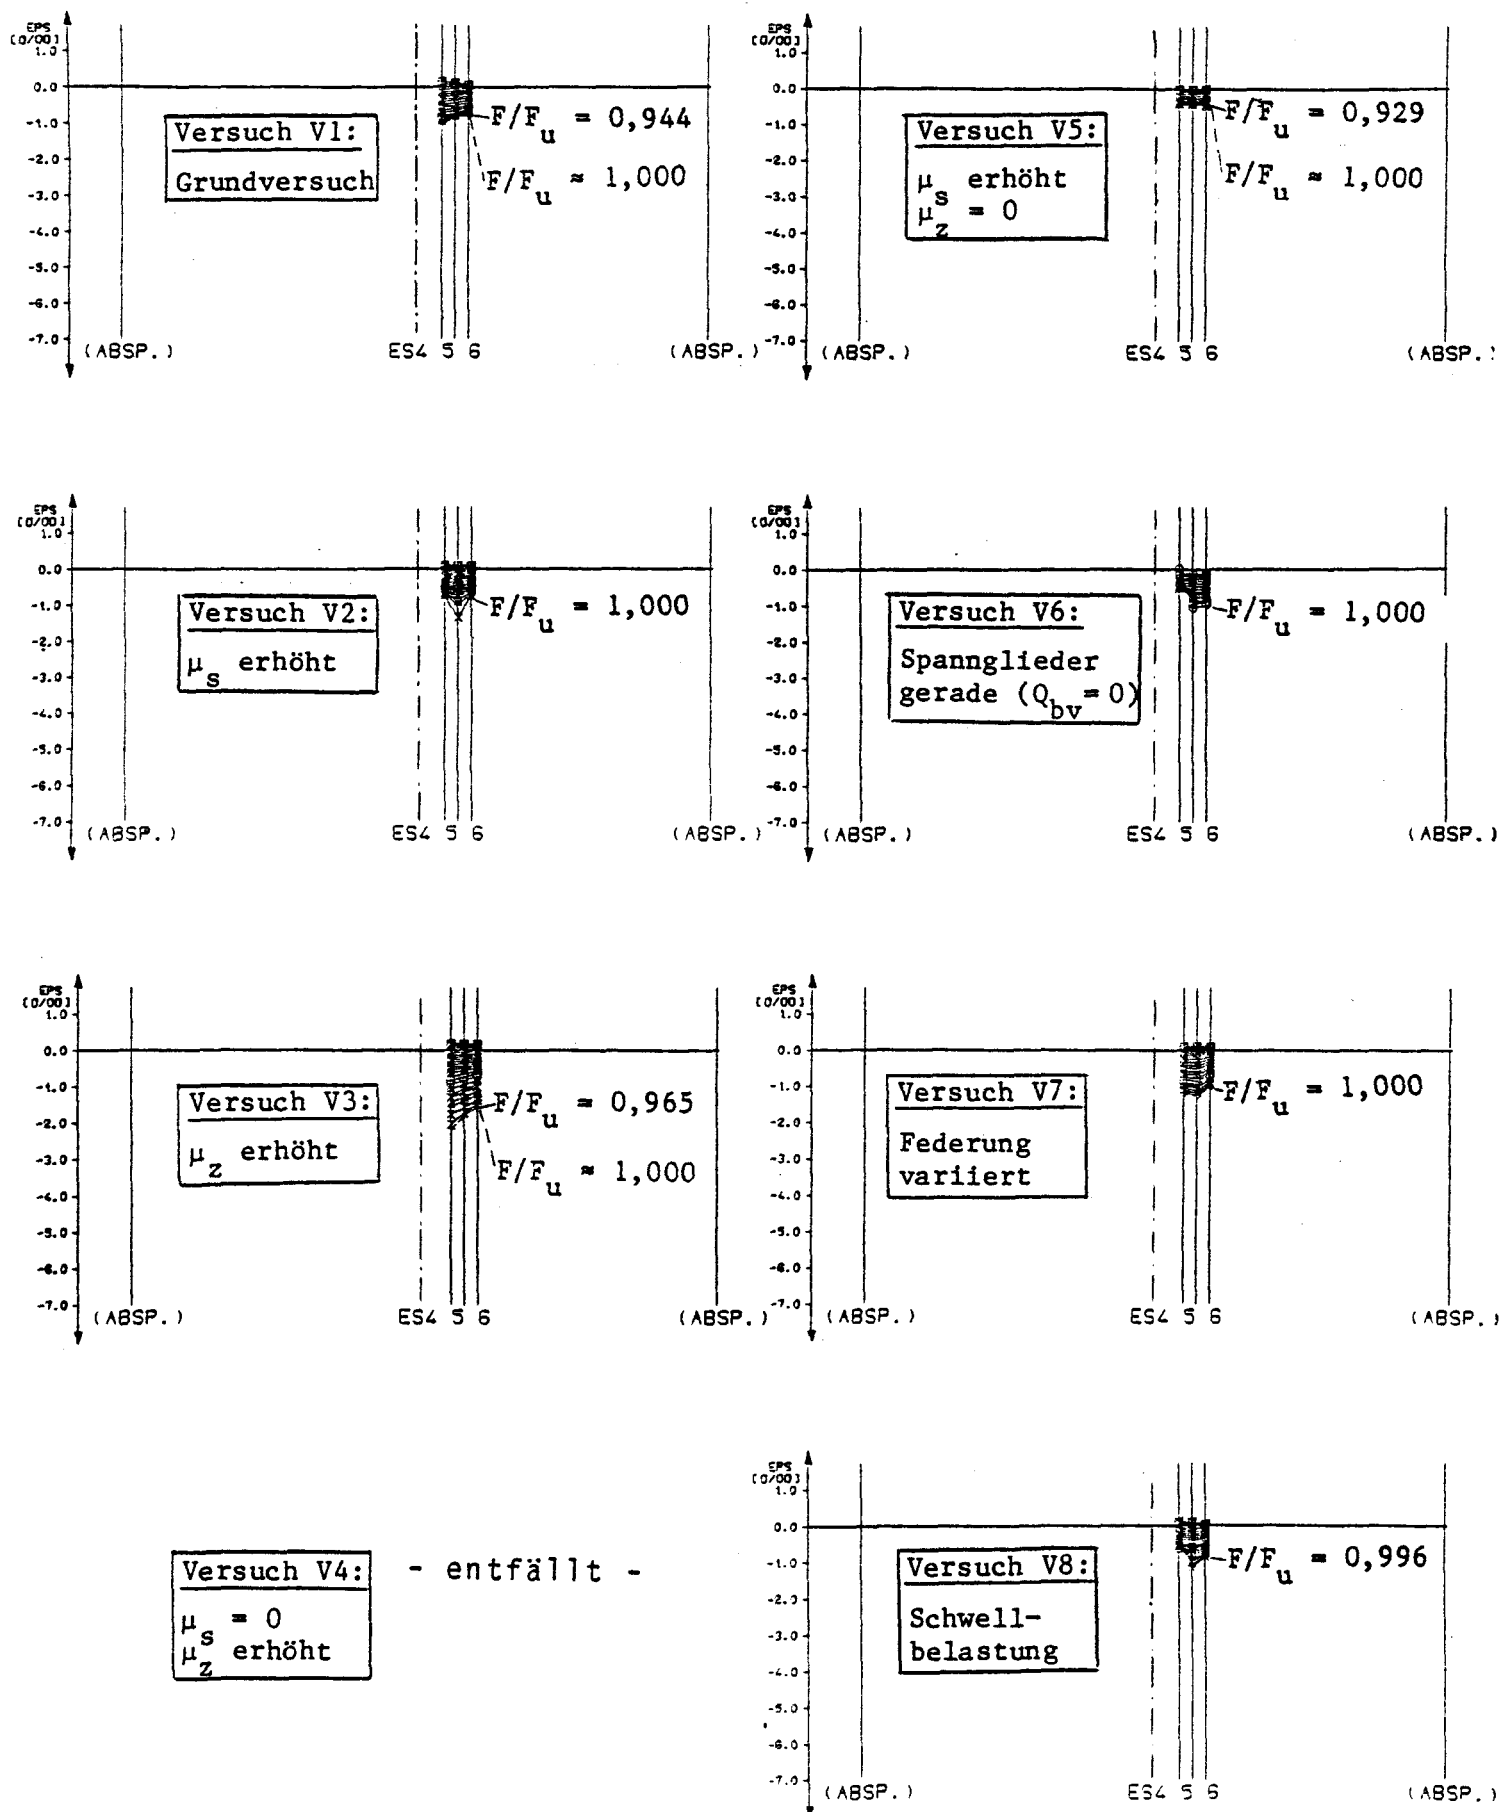 EPS
[0/00]
1.0
0.0
-1.0
-2.0
-3.0
-4.0
-5.0
-6.0
-7.0
Versuch V1:
Grundversuch
F/F_u = 0,944
F/F_u ≈ 1,000
(ABSP.) ES4 5 6 (ABSP.)
EPS
[0/00]
1.0
0.0
-1.0
-2.0
-3.0
-4.0
-5.0
-6.0
-7.0
Versuch V5:
μ_s erhöht
μ_z = 0
F/F_u = 0,929
F/F_u ≈ 1,000
(ABSP.) ES4 5 6 (ABSP.)
EPS
[0/00]
1.0
0.0
-1.0
-2.0
-3.0
-4.0
-5.0
-6.0
-7.0
Versuch V2:
μ_s erhöht
F/F_u = 1,000
(ABSP.) ES4 5 6 (ABSP.)
EPS
[0/00]
1.0
0.0
-1.0
-2.0
-3.0
-4.0
-5.0
-6.0
-7.0
Versuch V6:
Spannglieder
gerade (Q_bv = 0)
F/F_u = 1,000
(ABSP.) ES4 5 6 (ABSP.)
EPS
[0/00]
1.0
0.0
-1.0
-2.0
-3.0
-4.0
-5.0
-6.0
-7.0
Versuch V3:
μ_z erhöht
F/F_u = 0,965
F/F_u ≈ 1,000
(ABSP.) ES4 5 6 (ABSP.)
EPS
[0/00]
1.0
0.0
-1.0
-2.0
-3.0
-4.0
-5.0
-6.0
-7.0
Versuch V7:
Federung
variiert
F/F_u = 1,000
(ABSP.) ES4 5 6 (ABSP.)
Versuch V4:
μ_s = 0
μ_z erhöht
- entfällt -
EPS
[0/00]
1.0
0.0
-1.0
-2.0
-3.0
-4.0
-5.0
-6.0
-7.0
Versuch V8:
Schwell-
belastung
F/F_u = 0,996
(ABSP.) ES4 5 6 (ABSP.)